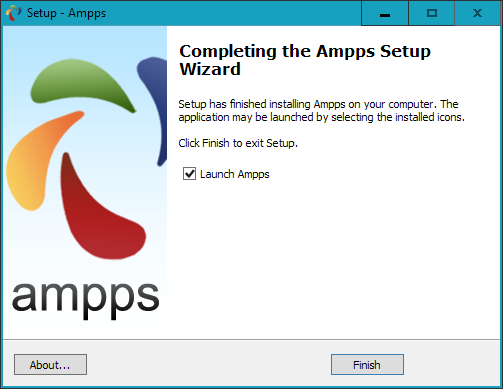 Setup - Ampps
Completing the Ampps Setup
Wizard
Setup has finished installing Ampps on your computer. The
application may be launched by selecting the installed icons.
Click Finish to exit Setup.
Launch Ampps
ampps
About...
Finish